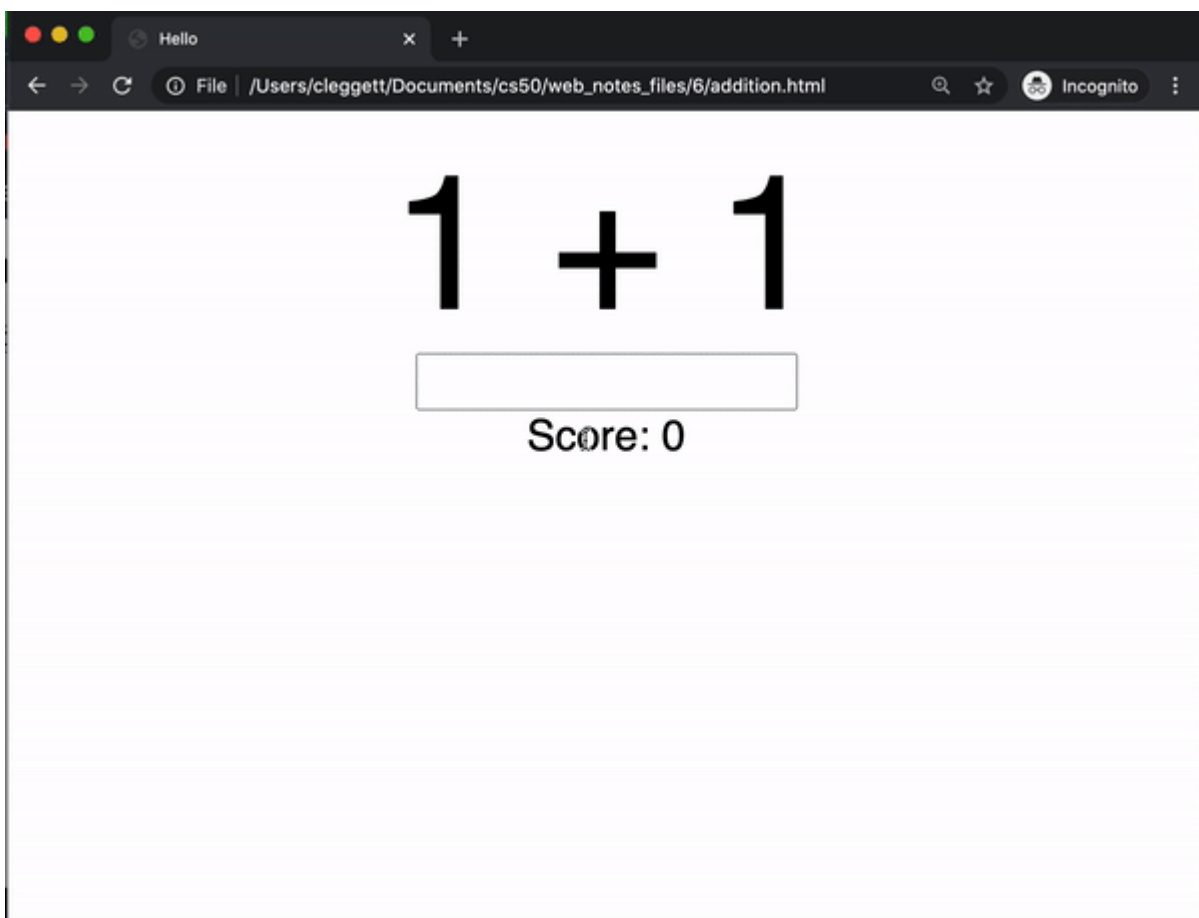 Hello
File /Users/cleggett/Documents/cs50/web_notes_files/6/addition.html Incognito
1 + 1
Score: 0